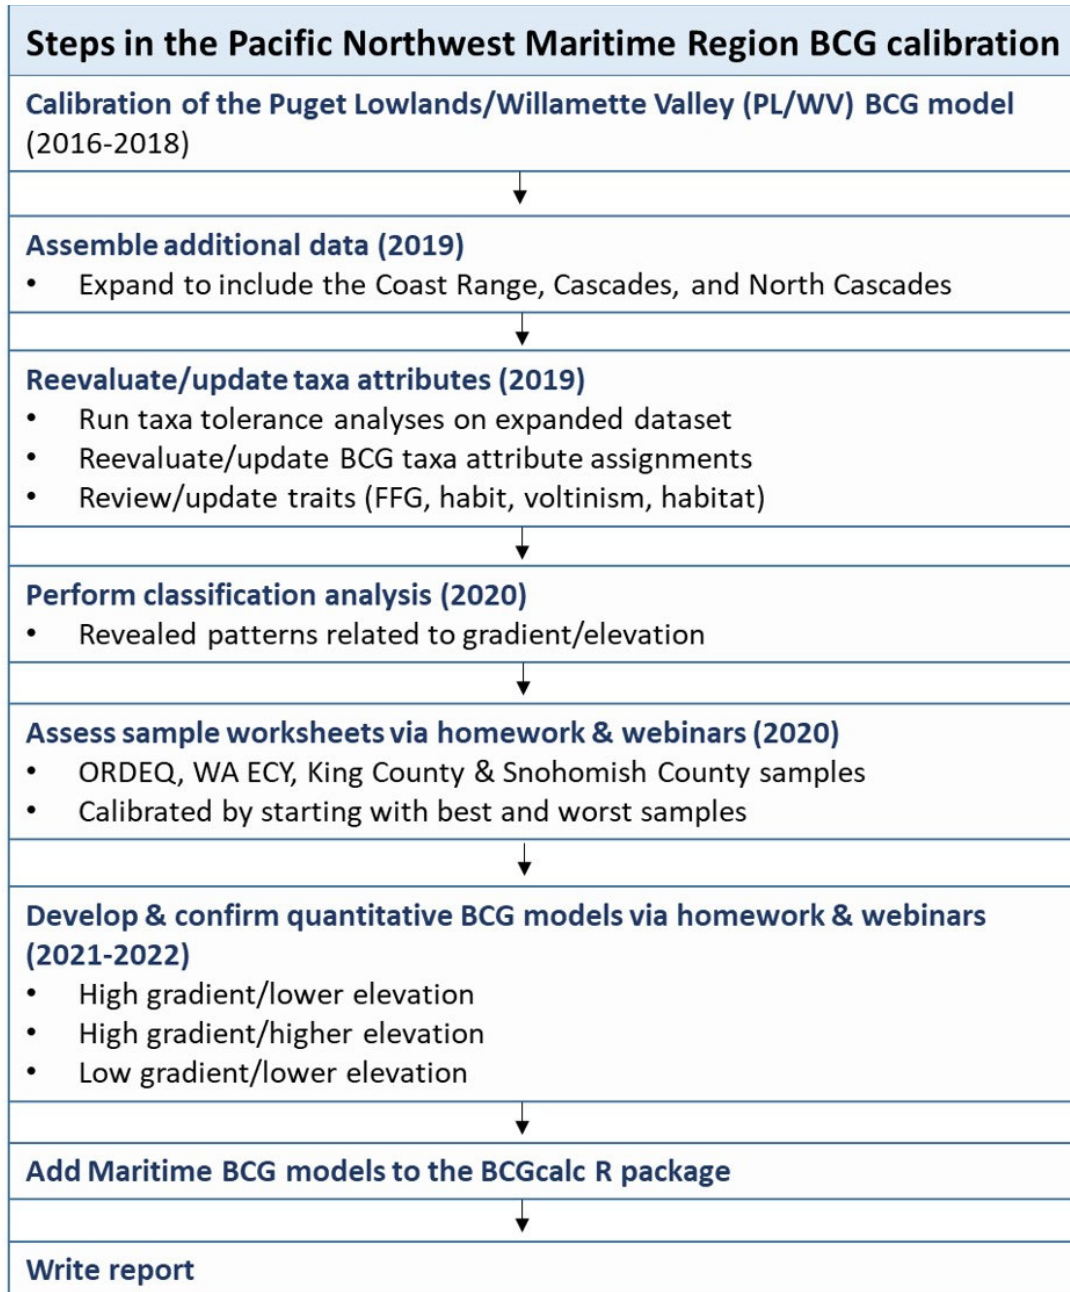 Steps in the Pacific Northwest Maritime Region BCG calibration
Calibration of the Puget Lowlands/Willamette Valley (PL/WV) BCG model
(2016-2018)
Assemble additional data (2019)
• Expand to include the Coast Range, Cascades, and North Cascades
Reevaluate/update taxa attributes (2019)
• Run taxa tolerance analyses on expanded dataset
• Reevaluate/update BCG taxa attribute assignments
• Review/update traits (FFG, habit, voltinism, habitat)
Perform classification analysis (2020)
• Revealed patterns related to gradient/elevation
Assess sample worksheets via homework & webinars (2020)
• ORDEQ, WA ECY, King County & Snohomish County samples
• Calibrated by starting with best and worst samples
Develop & confirm quantitative BCG models via homework & webinars
(2021-2022)
• High gradient/lower elevation
• High gradient/higher elevation
• Low gradient/lower elevation
Add Maritime BCG models to the BCGcalc R package
Write report